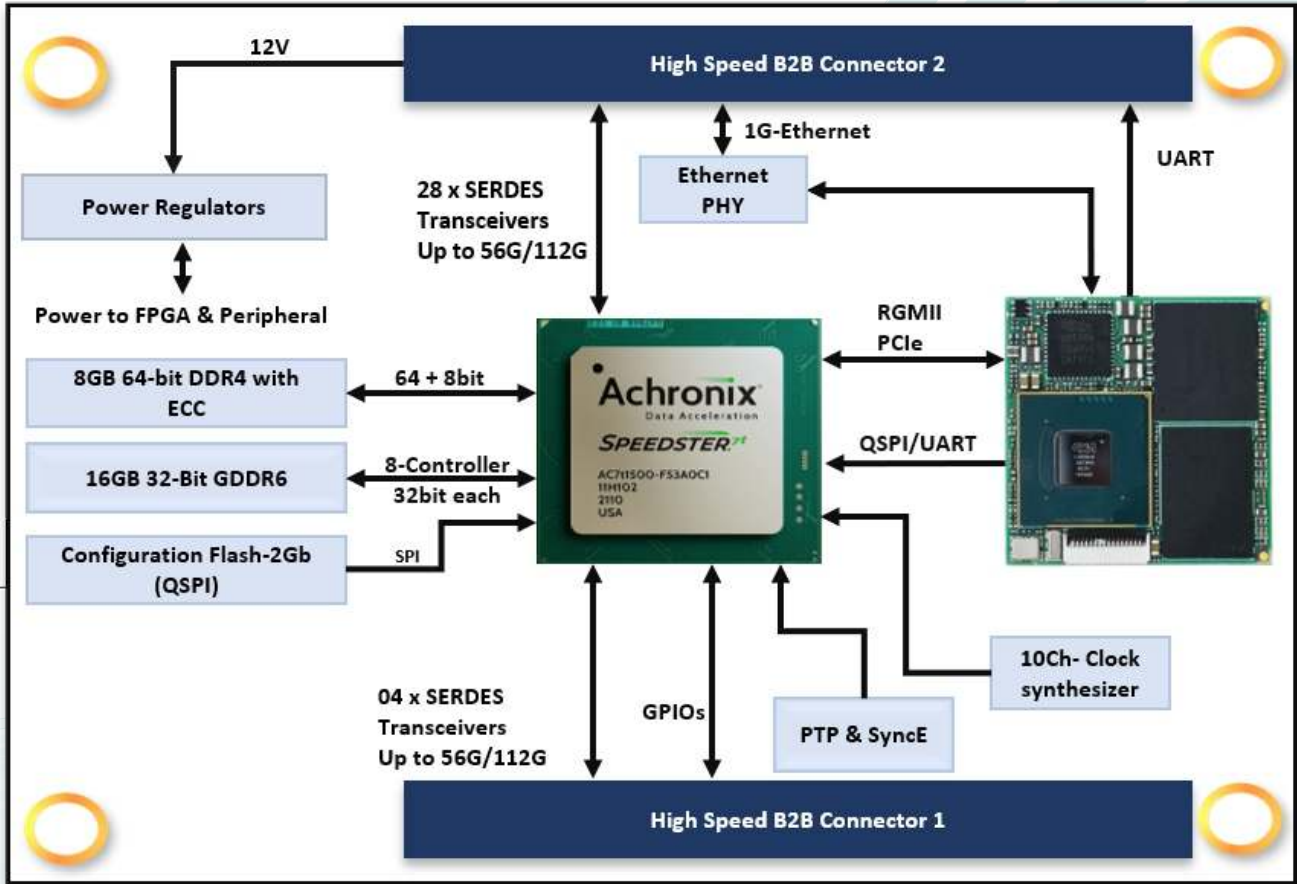 12V
High Speed B2B Connector 2
1G-Ethernet
UART
Ethernet
PHY
Power Regulators
28 x SERDES
Transceivers
Up to 56G/112G
Power to FPGA & Peripheral
RGMII
PCIe
8GB 64-bit DDR4 with
ECC
64 + 8bit
Achronix
Data Acceleration
SPEEDSTER 7t
AC7t1500-F53A0C1
11H102
2110
USA
QSPI/UART
16GB 32-Bit GDDR6
8-Controller
32bit each
Configuration Flash-2Gb
(QSPI)
SPI
10Ch- Clock
synthesizer
04 x SERDES
Transceivers
Up to 56G/112G
GPIOs
PTP & SyncE
High Speed B2B Connector 1